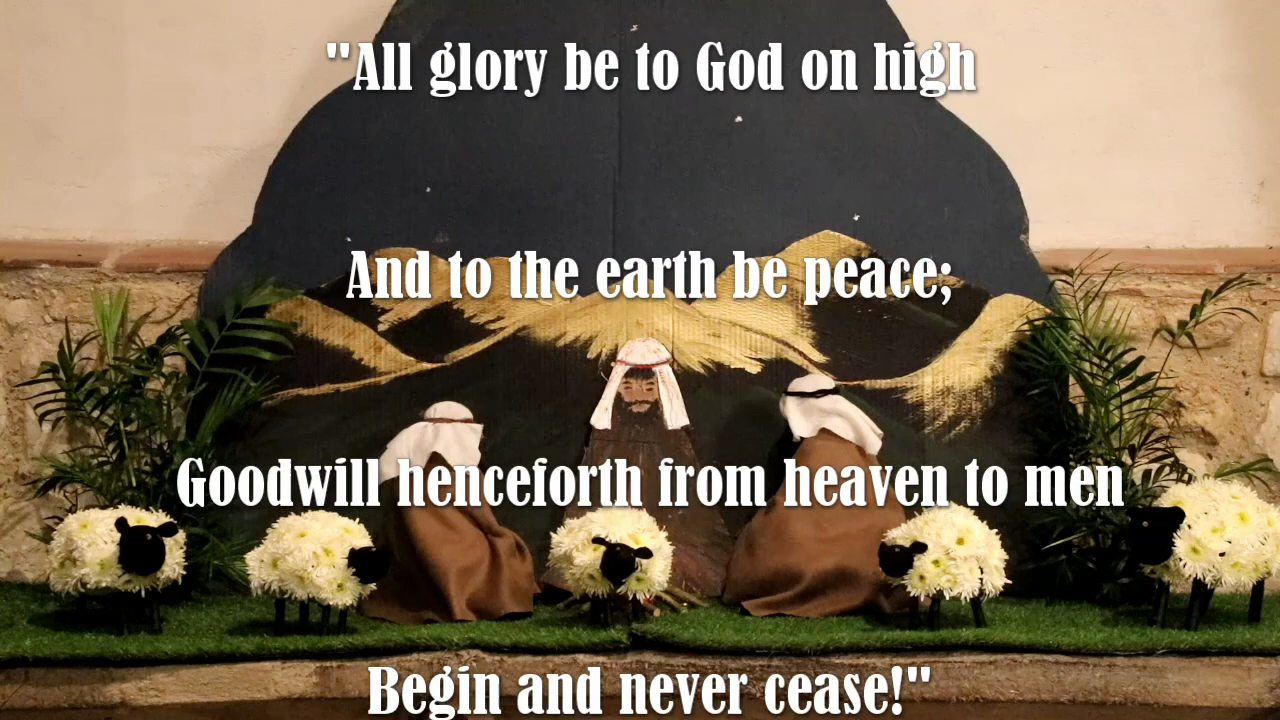 "All glory be to God on high
And to the earth be peace;
Goodwill henceforth from heaven to men
Begin and never cease!"